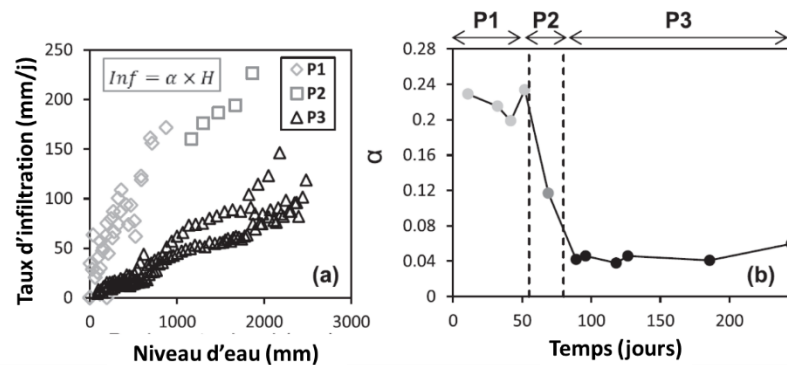 P1 P2 P3
250
200
150
100
50
0
Taux d'infiltration (mm/j)
Inf = α × H
P1
P2
P3
(a)
0 1000 2000 3000
Niveau d'eau (mm)
0.28
0.24
0.2
0.16
0.12
0.08
0.04
0
α
(b)
0 50 100 150 200
Temps (jours)